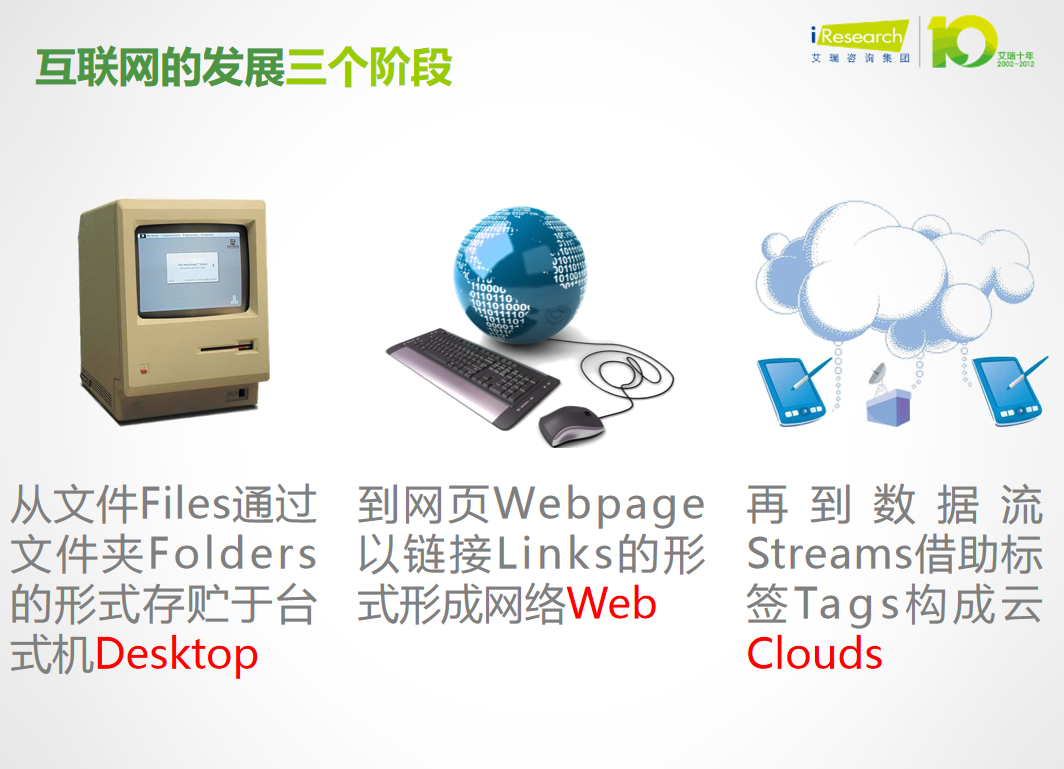 互联网的发展三个阶段
iResearch
艾瑞咨询集团
10
艾瑞十年
2002-2012
从文件Files通过
文件夹Folders
的形式存贮于台
式机Desktop
到网页Webpage
以链接Links的形
式形成网络Web
再到数据流
Streams借助标
签Tags构成云
Clouds